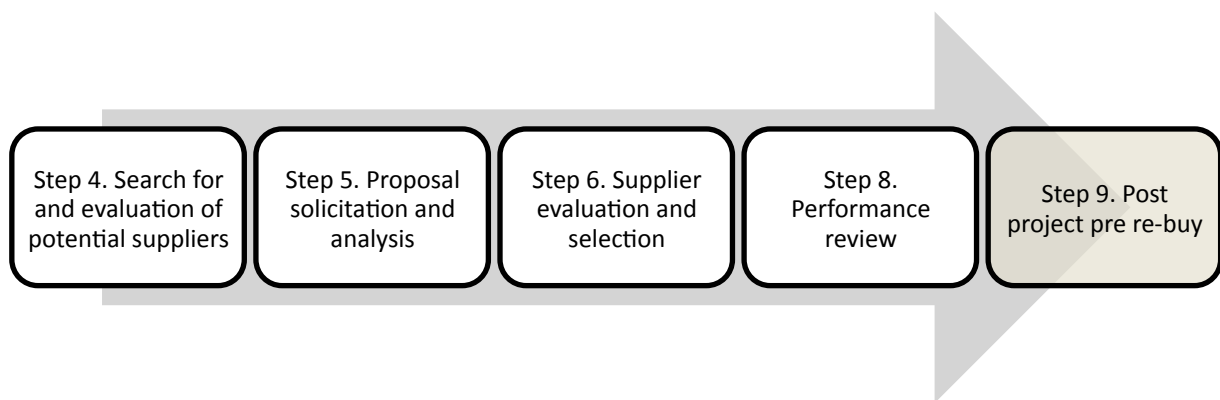 Step 4. Search for
and evaluation of
potential suppliers
Step 5. Proposal
solicitation and
analysis
Step 6. Supplier
evaluation and
selection
Step 8.
Performance
review
Step 9. Post
project pre re-buy